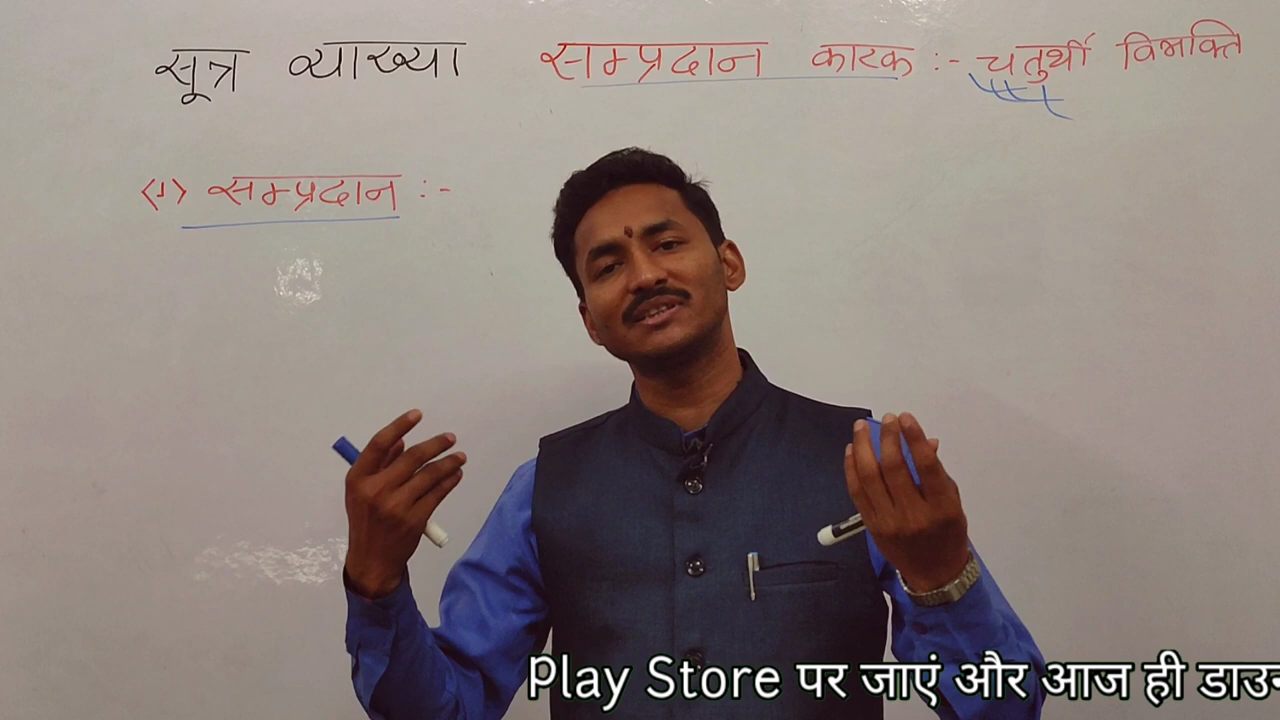 सूत्र व्याख्या सम्प्रदान कारक :- चतुर्थी विभक्ति
(1) सम्प्रदान :-
Play Store पर जाएं और आज ही